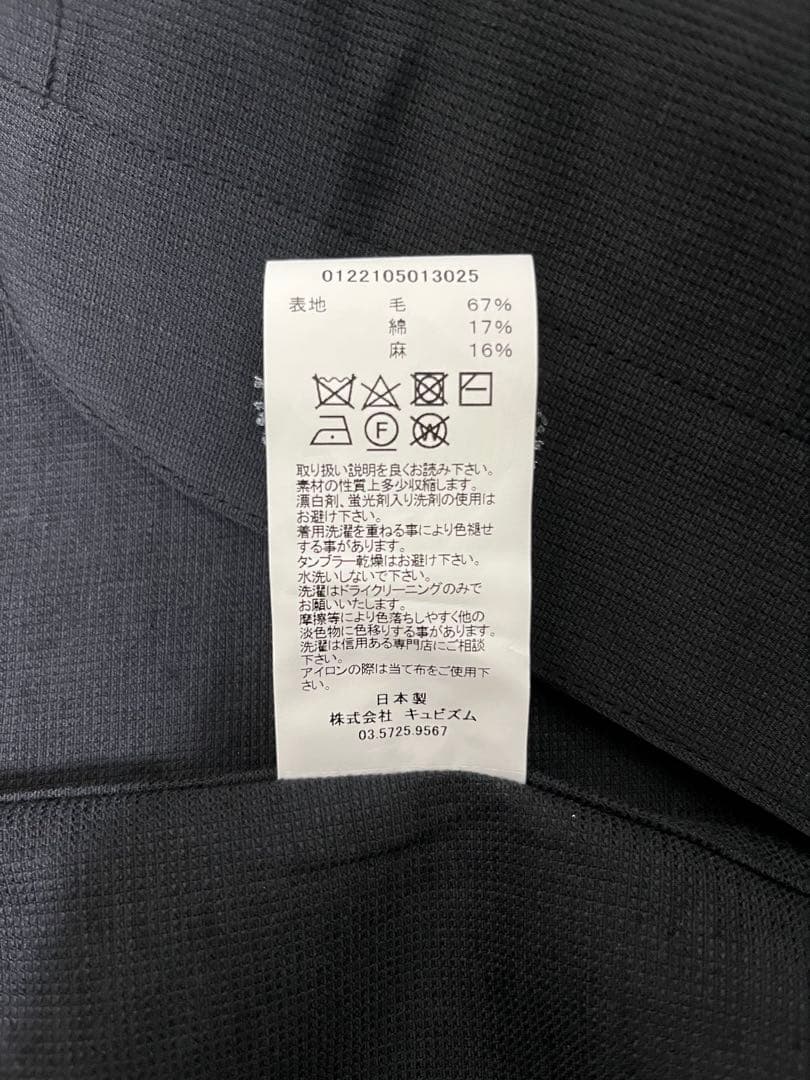 0122105013025
表地 毛 67%
綿 17%
麻 16%
F W
取り扱い説明を良くお読み下さい。
素材の性質上多少収縮します。
漂白剤、蛍光剤入り洗剤の使用は
お避け下さい。
着用洗濯を重ねる事により色褪せ
する事があります。
タンブラー乾燥はお避け下さい。
水洗いしないで下さい。
洗濯はドライクリーニングのみで
お願いいたします。
摩擦等により色落ちしやすく他の
淡色物に色移りする事があります。
洗濯は信用ある専門店にご相談
下さい。
アイロンの際は当て布をご使用下
さい。
日本製
株式会社 キュビズム
03.5725.9567